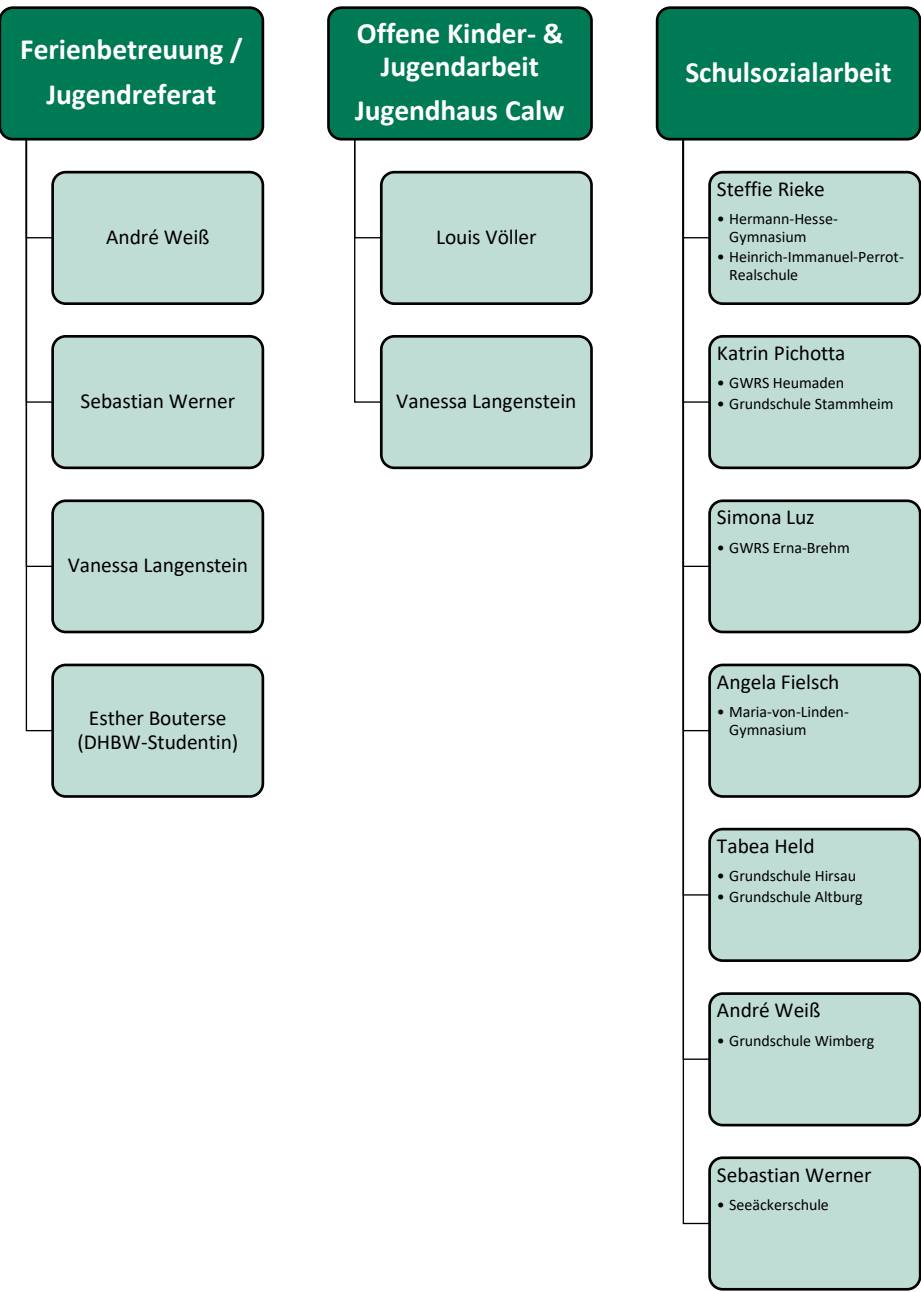 Ferienbetreuung /
Jugendreferat
André Weiß
Sebastian Werner
Vanessa Langenstein
Esther Bouterse
(DHBW-Studentin)
Offene Kinder- &
Jugendarbeit
Jugendhaus Calw
Louis Völler
Vanessa Langenstein
Schulsozialarbeit
Steffie Rieke
• Hermann-Hesse-
Gymnasium
• Heinrich-Immanuel-Perrot-
Realschule
Katrin Pichotta
• GWRS Heumaden
• Grundschule Stammheim
Simona Luz
• GWRS Erna-Brehm
Angela Fielsch
• Maria-von-Linden-
Gymnasium
Tabea Held
• Grundschule Hirsau
• Grundschule Altburg
André Weiß
• Grundschule Wimberg
Sebastian Werner
• Seeäckerschule